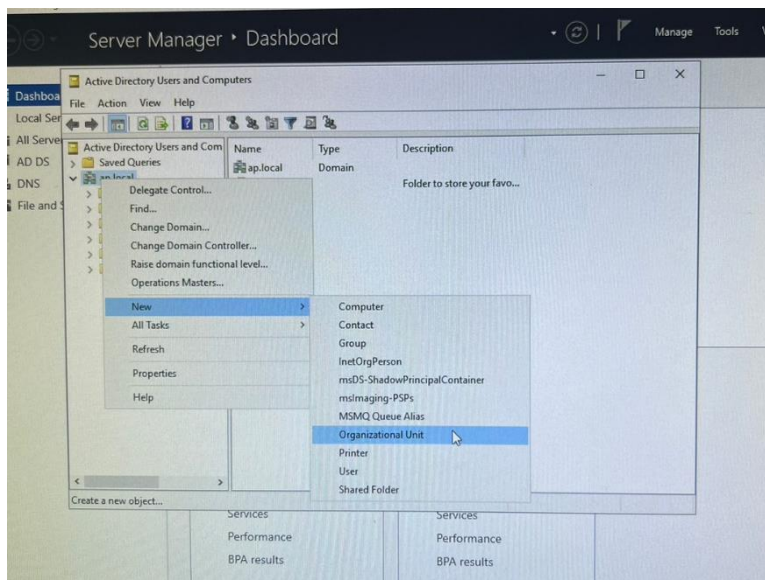 Server Manager • Dashboard
Manage
Tools
Active Directory Users and Computers
File Action View Help
Dashboa
Local Ser
All Serve
AD DS
DNS
File and S
Active Directory Users and Com
Saved Queries
ap.local
Name Type Description
ap.local Domain
Folder to store your favo...
Delegate Control...
Find...
Change Domain...
Change Domain Controller...
Raise domain functional level...
Operations Masters...
New
All Tasks
Refresh
Properties
Help
Computer
Contact
Group
InetOrgPerson
msDS-ShadowPrincipalContainer
msImaging-PSPs
MSMQ Queue Alias
Organizational Unit
Printer
User
Shared Folder
Create a new object...
Services
Performance
BPA results
Services
Performance
BPA results